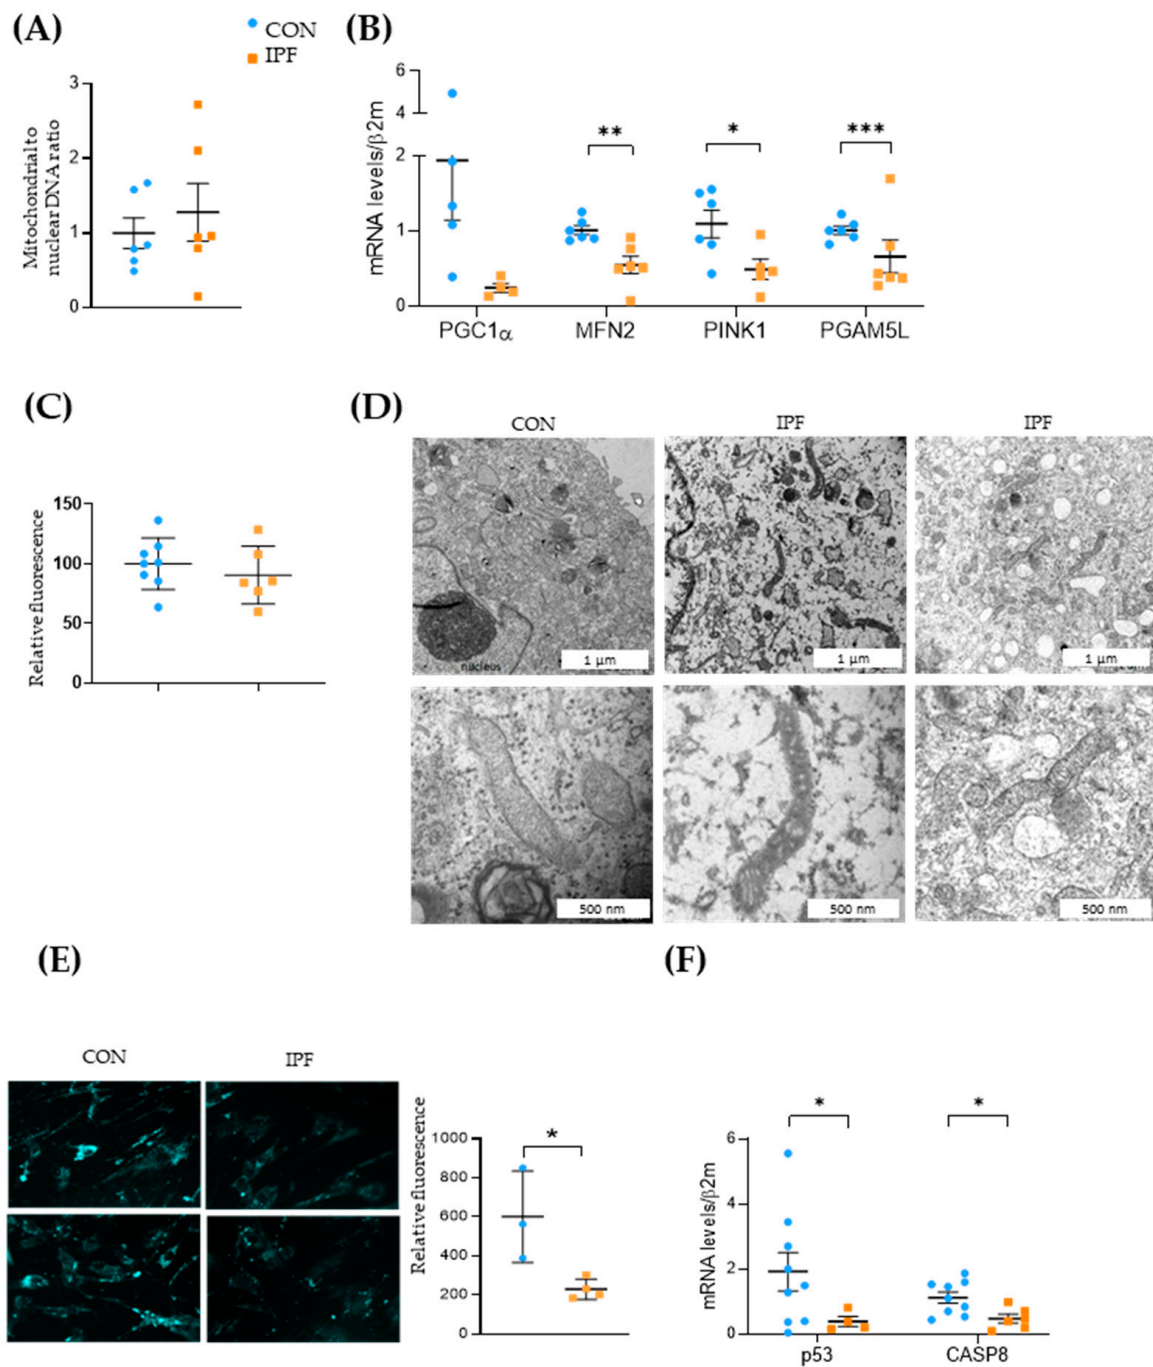 (A)
CON
IPF
Mitochondrial to
nuclear DNA ratio
3
2
1
0
(B)
mRNA levels/β2m
6
4
2
1
0
**
*
***
PGC1α
MFN2
PINK1
PGAM5L
(C)
Relative fluorescence
150
100
50
0
(D)
CON
IPF
IPF
nucleus
1 µm
1 µm
1 µm
500 nm
500 nm
500 nm
(E)
CON
IPF
Relative fluorescence
1000
800
600
400
200
0
*
(F)
mRNA levels/β2m
6
4
2
0
*
*
p53
CASP8